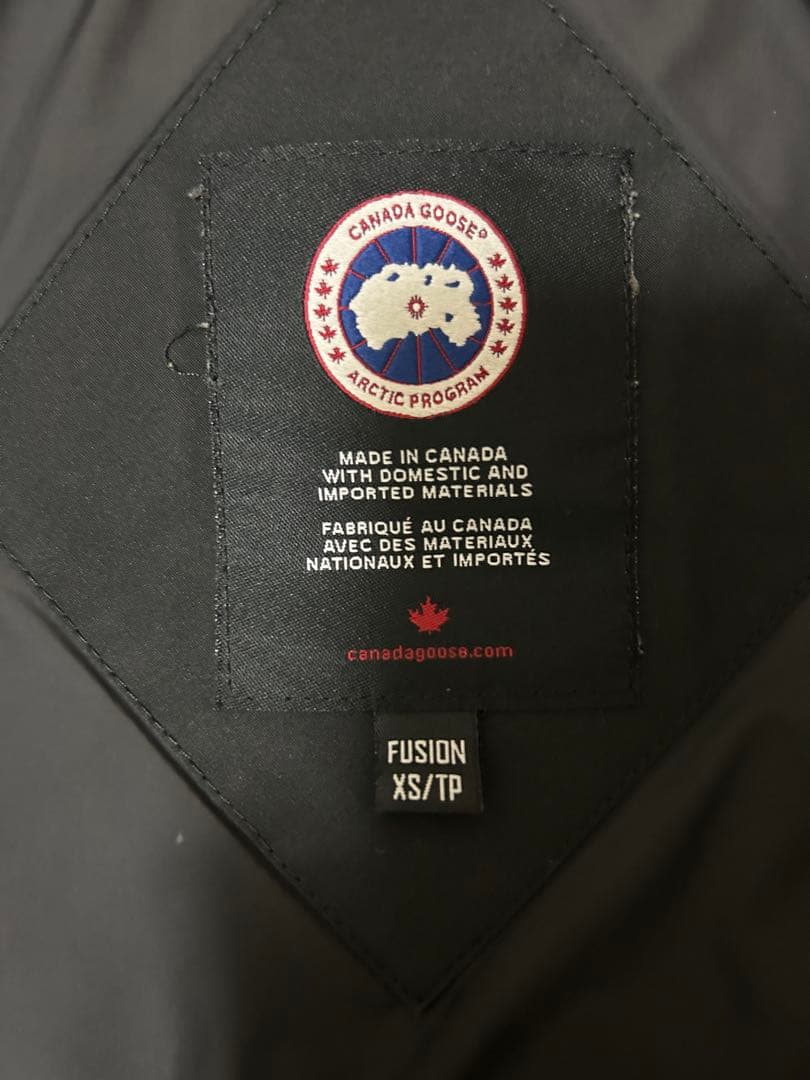 CANADA GOOSE®
ARCTIC PROGRAM
MADE IN CANADA
WITH DOMESTIC AND
IMPORTED MATERIALS
FABRIQUÉ AU CANADA
AVEC DES MATERIAUX
NATIONAUX ET IMPORTÉS
canadagoose.com
FUSION
XS/TP